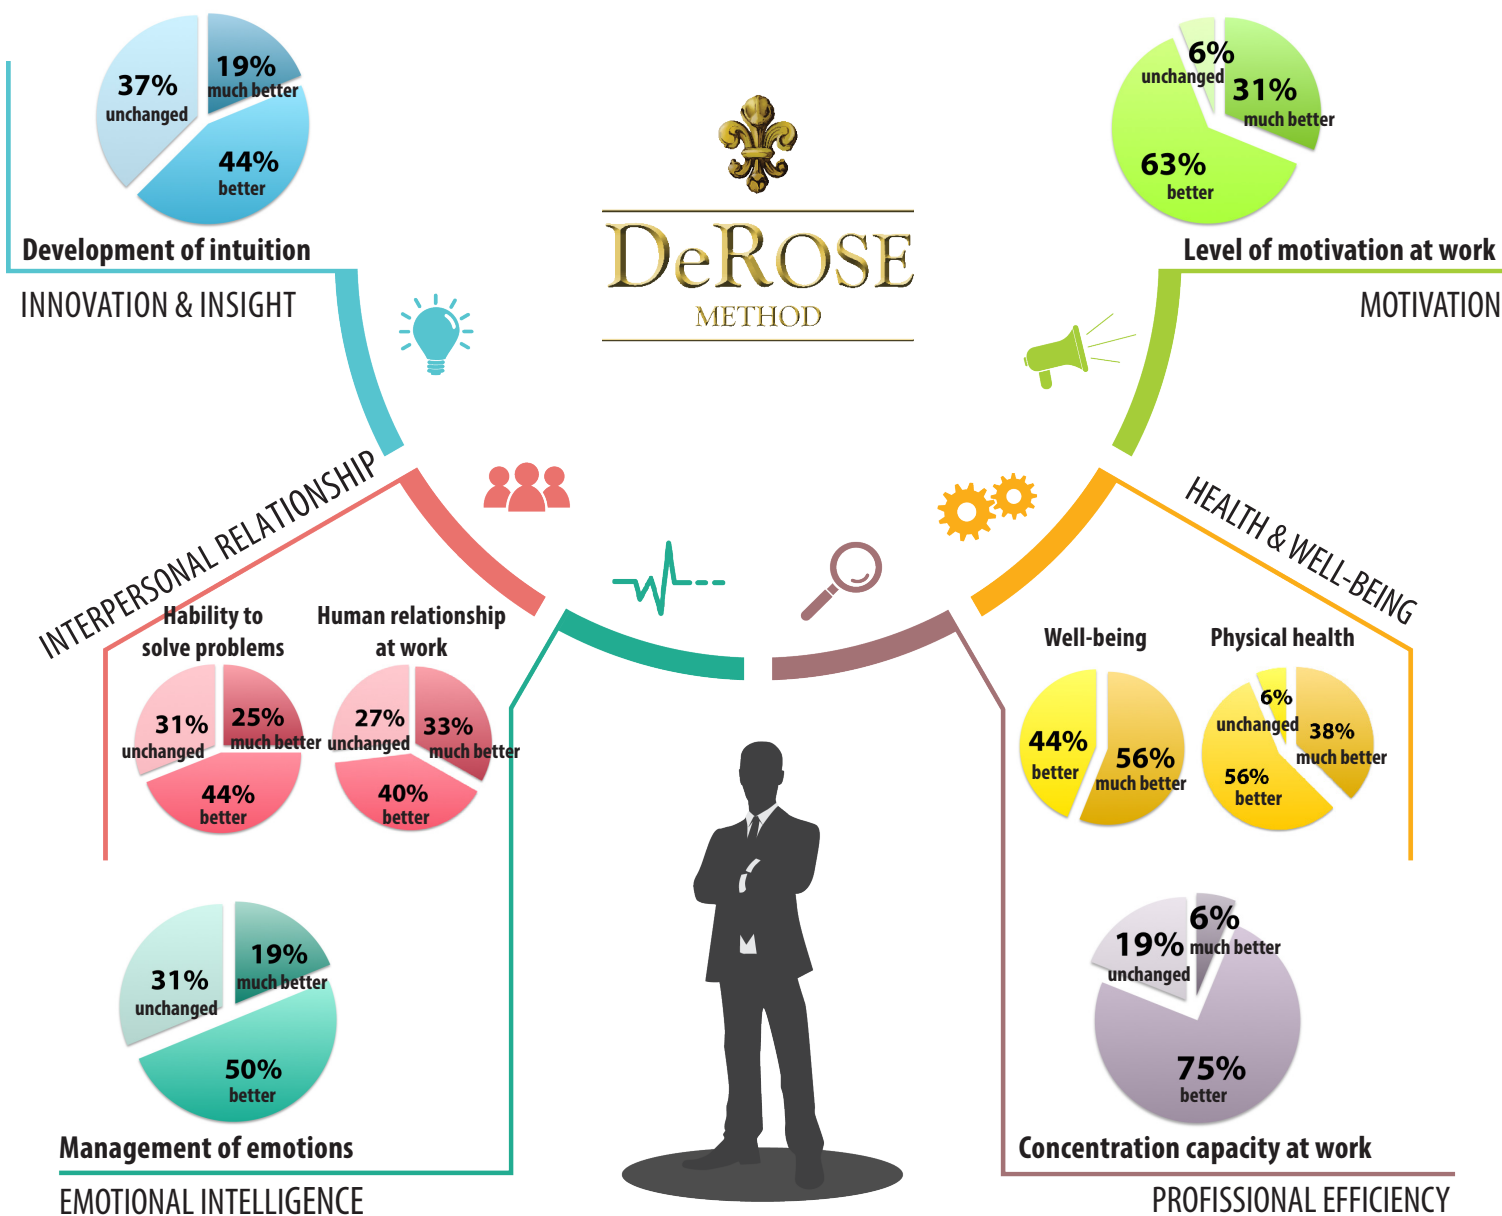 37%
unchanged
19%
much better
44%
better
Development of intuition
INNOVATION & INSIGHT
DeROSE
METHOD
6%
unchanged
31%
much better
63%
better
Level of motivation at work
MOTIVATION
INTERPERSONAL RELATIONSHIP
Hability to
solve problems
31%
unchanged
25%
much better
44%
better
Human relationship
at work
27%
unchanged
33%
much better
40%
better
HEALTH & WELL-BEING
Well-being
44%
better
56%
much better
Physical health
6%
unchanged
38%
much better
56%
better
31%
unchanged
19%
much better
50%
better
Management of emotions
EMOTIONAL INTELLIGENCE
19%
unchanged
6%
much better
75%
better
Concentration capacity at work
PROFISSIONAL EFFICIENCY